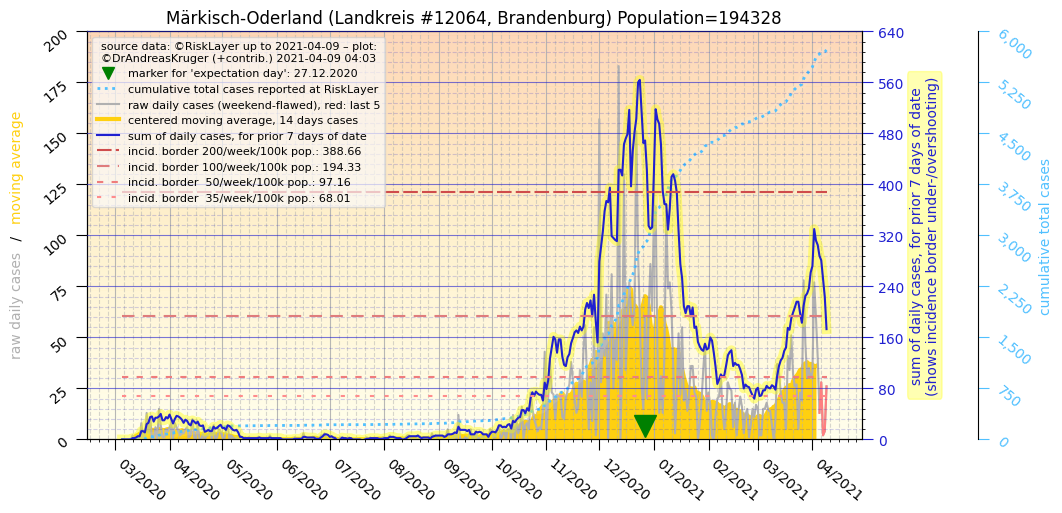 Märkisch-Oderland (Landkreis #12064, Brandenburg) Population=194328
source data: ©RiskLayer up to 2021-04-09 – plot:
©DrAndreasKruger (+contrib.) 2021-04-09 04:03
marker for 'expectation day': 27.12.2020
cumulative total cases reported at RiskLayer
raw daily cases (weekend-flawed), red: last 5
centered moving average, 14 days cases
sum of daily cases, for prior 7 days of date
incid. border 200/week/100k pop.: 388.66
incid. border 100/week/100k pop.: 194.33
incid. border 50/week/100k pop.: 97.16
incid. border 35/week/100k pop.: 68.01
raw daily cases / moving average
200
175
150
125
100
75
50
25
0
03/2020
04/2020
05/2020
06/2020
07/2020
08/2020
09/2020
10/2020
11/2020
12/2020
01/2021
02/2021
03/2021
04/2021
640
560
480
400
320
240
160
80
0
sum of daily cases, for prior 7 days of date
(shows incidence border under-/overshooting)
6,000
5,250
4,500
3,750
3,000
2,250
1,500
750
0
cumulative total cases